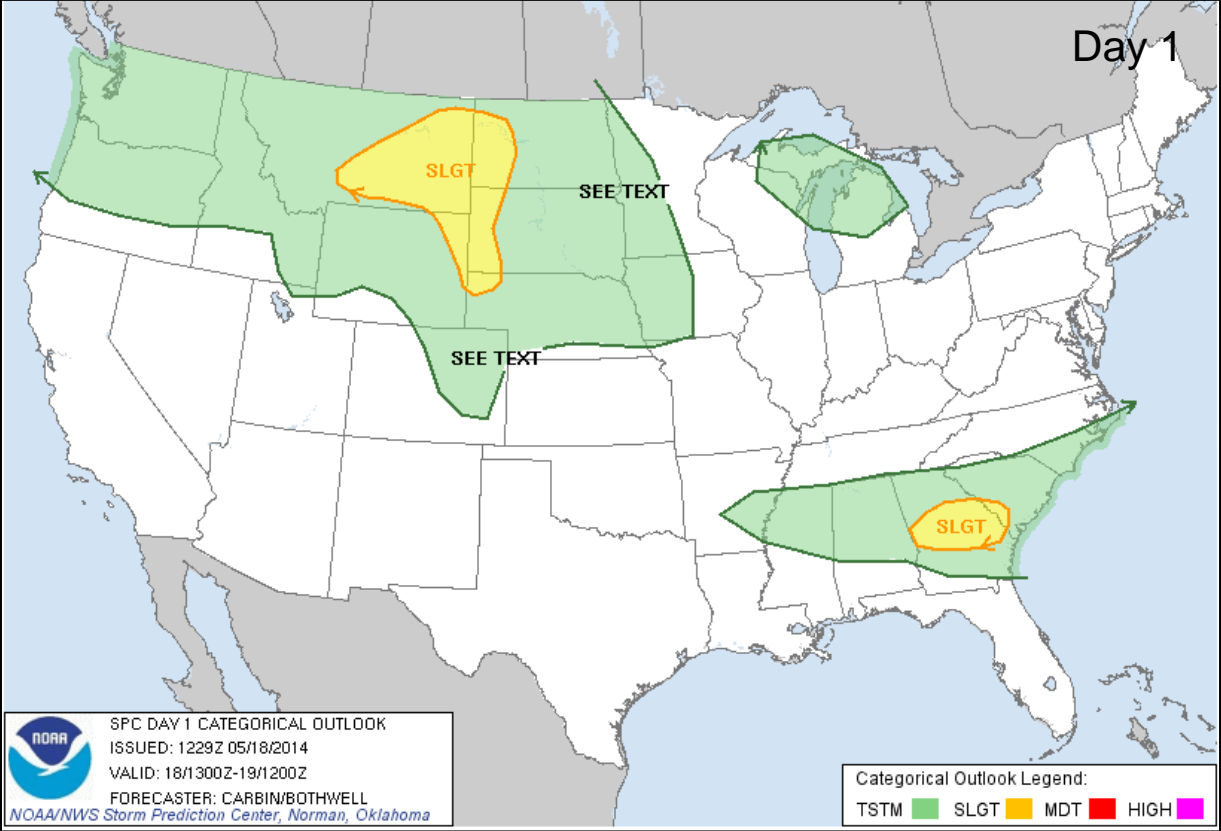 Day 1
SLGT
SEE TEXT
SEE TEXT
SLGT
NOAA
SPC DAY 1 CATEGORICAL OUTLOOK
ISSUED: 1229Z 05/18/2014
VALID: 18/1300Z-19/1200Z
FORECASTER: CARBIN/BOTHWELL
NOAA/NWS Storm Prediction Center, Norman, Oklahoma
Categorical Outlook Legend:
TSTM SLGT MDT HIGH